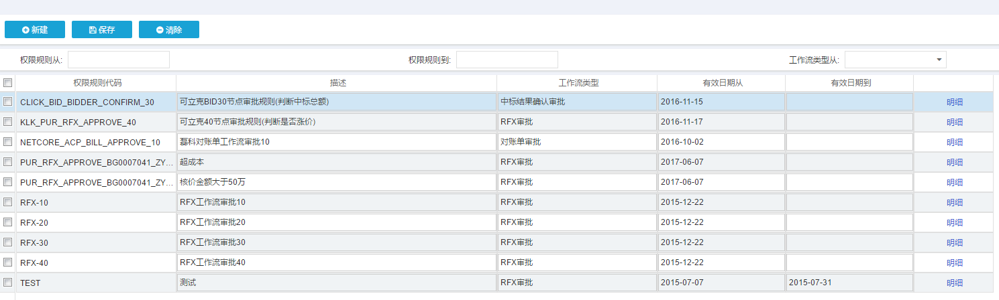 新建 保存 清除
权限规则从: 权限规则到: 工作流类型从:
权限规则代码 描述 工作流类型 有效日期从 有效日期到
CLICK_BID_BIDDER_CONFIRM_30 可立克BID30节点审批规则(判断中标总额) 中标结果确认审批 2016-11-15 明细
KLK_PUR_RFX_APPROVE_40 可立克40节点审批规则(判断是否涨价) RFX审批 2016-11-17 明细
NETCORE_ACP_BILL_APPROVE_10 磊科对账单工作流审批10 对账单审批 2016-10-02 明细
PUR_RFX_APPROVE_BG0007041_ZY... 超成本 RFX审批 2017-06-07 明细
PUR_RFX_APPROVE_BG0007041_ZY... 核价金额大于50万 RFX审批 2017-06-07 明细
RFX-10 RFX工作流审批10 RFX审批 2015-12-22 明细
RFX-20 RFX工作流审批20 RFX审批 2015-12-22 明细
RFX-30 RFX工作流审批30 RFX审批 2015-12-22 明细
RFX-40 RFX工作流审批40 RFX审批 2015-12-22 明细
TEST 测试 RFX审批 2015-07-07 2015-07-31 明细